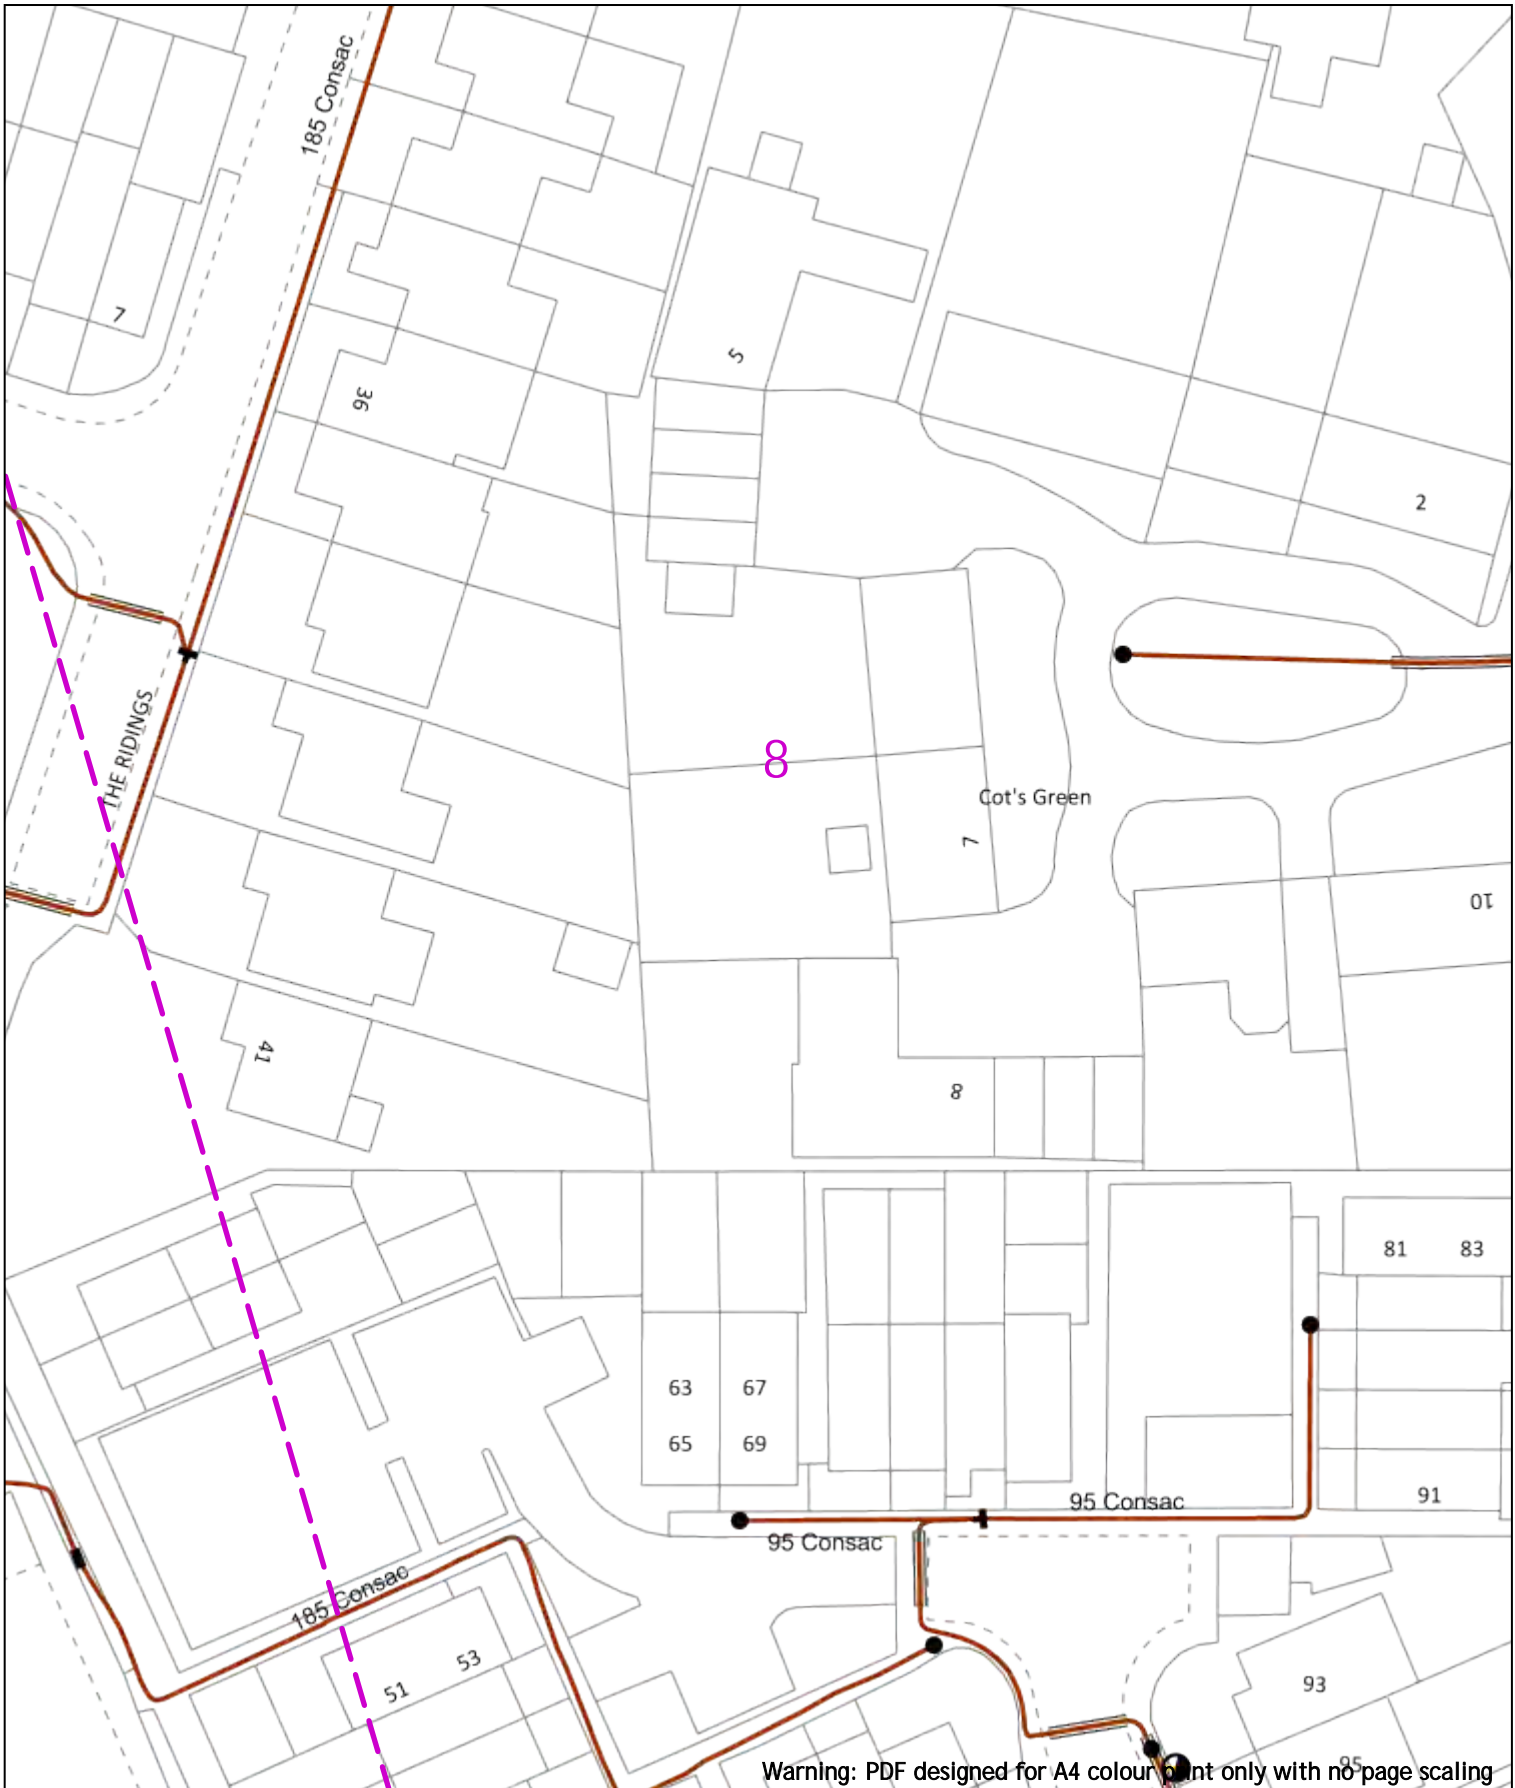 185 Consac
7
5
36
2
THE RIDINGS
8
Cot's Green
7
10
41
8
81 83
63 67
65 69
91
95 Consac
95 Consac
185 Consac
53
51
93
95
Warning: PDF designed for A4 colour print only with no page scaling